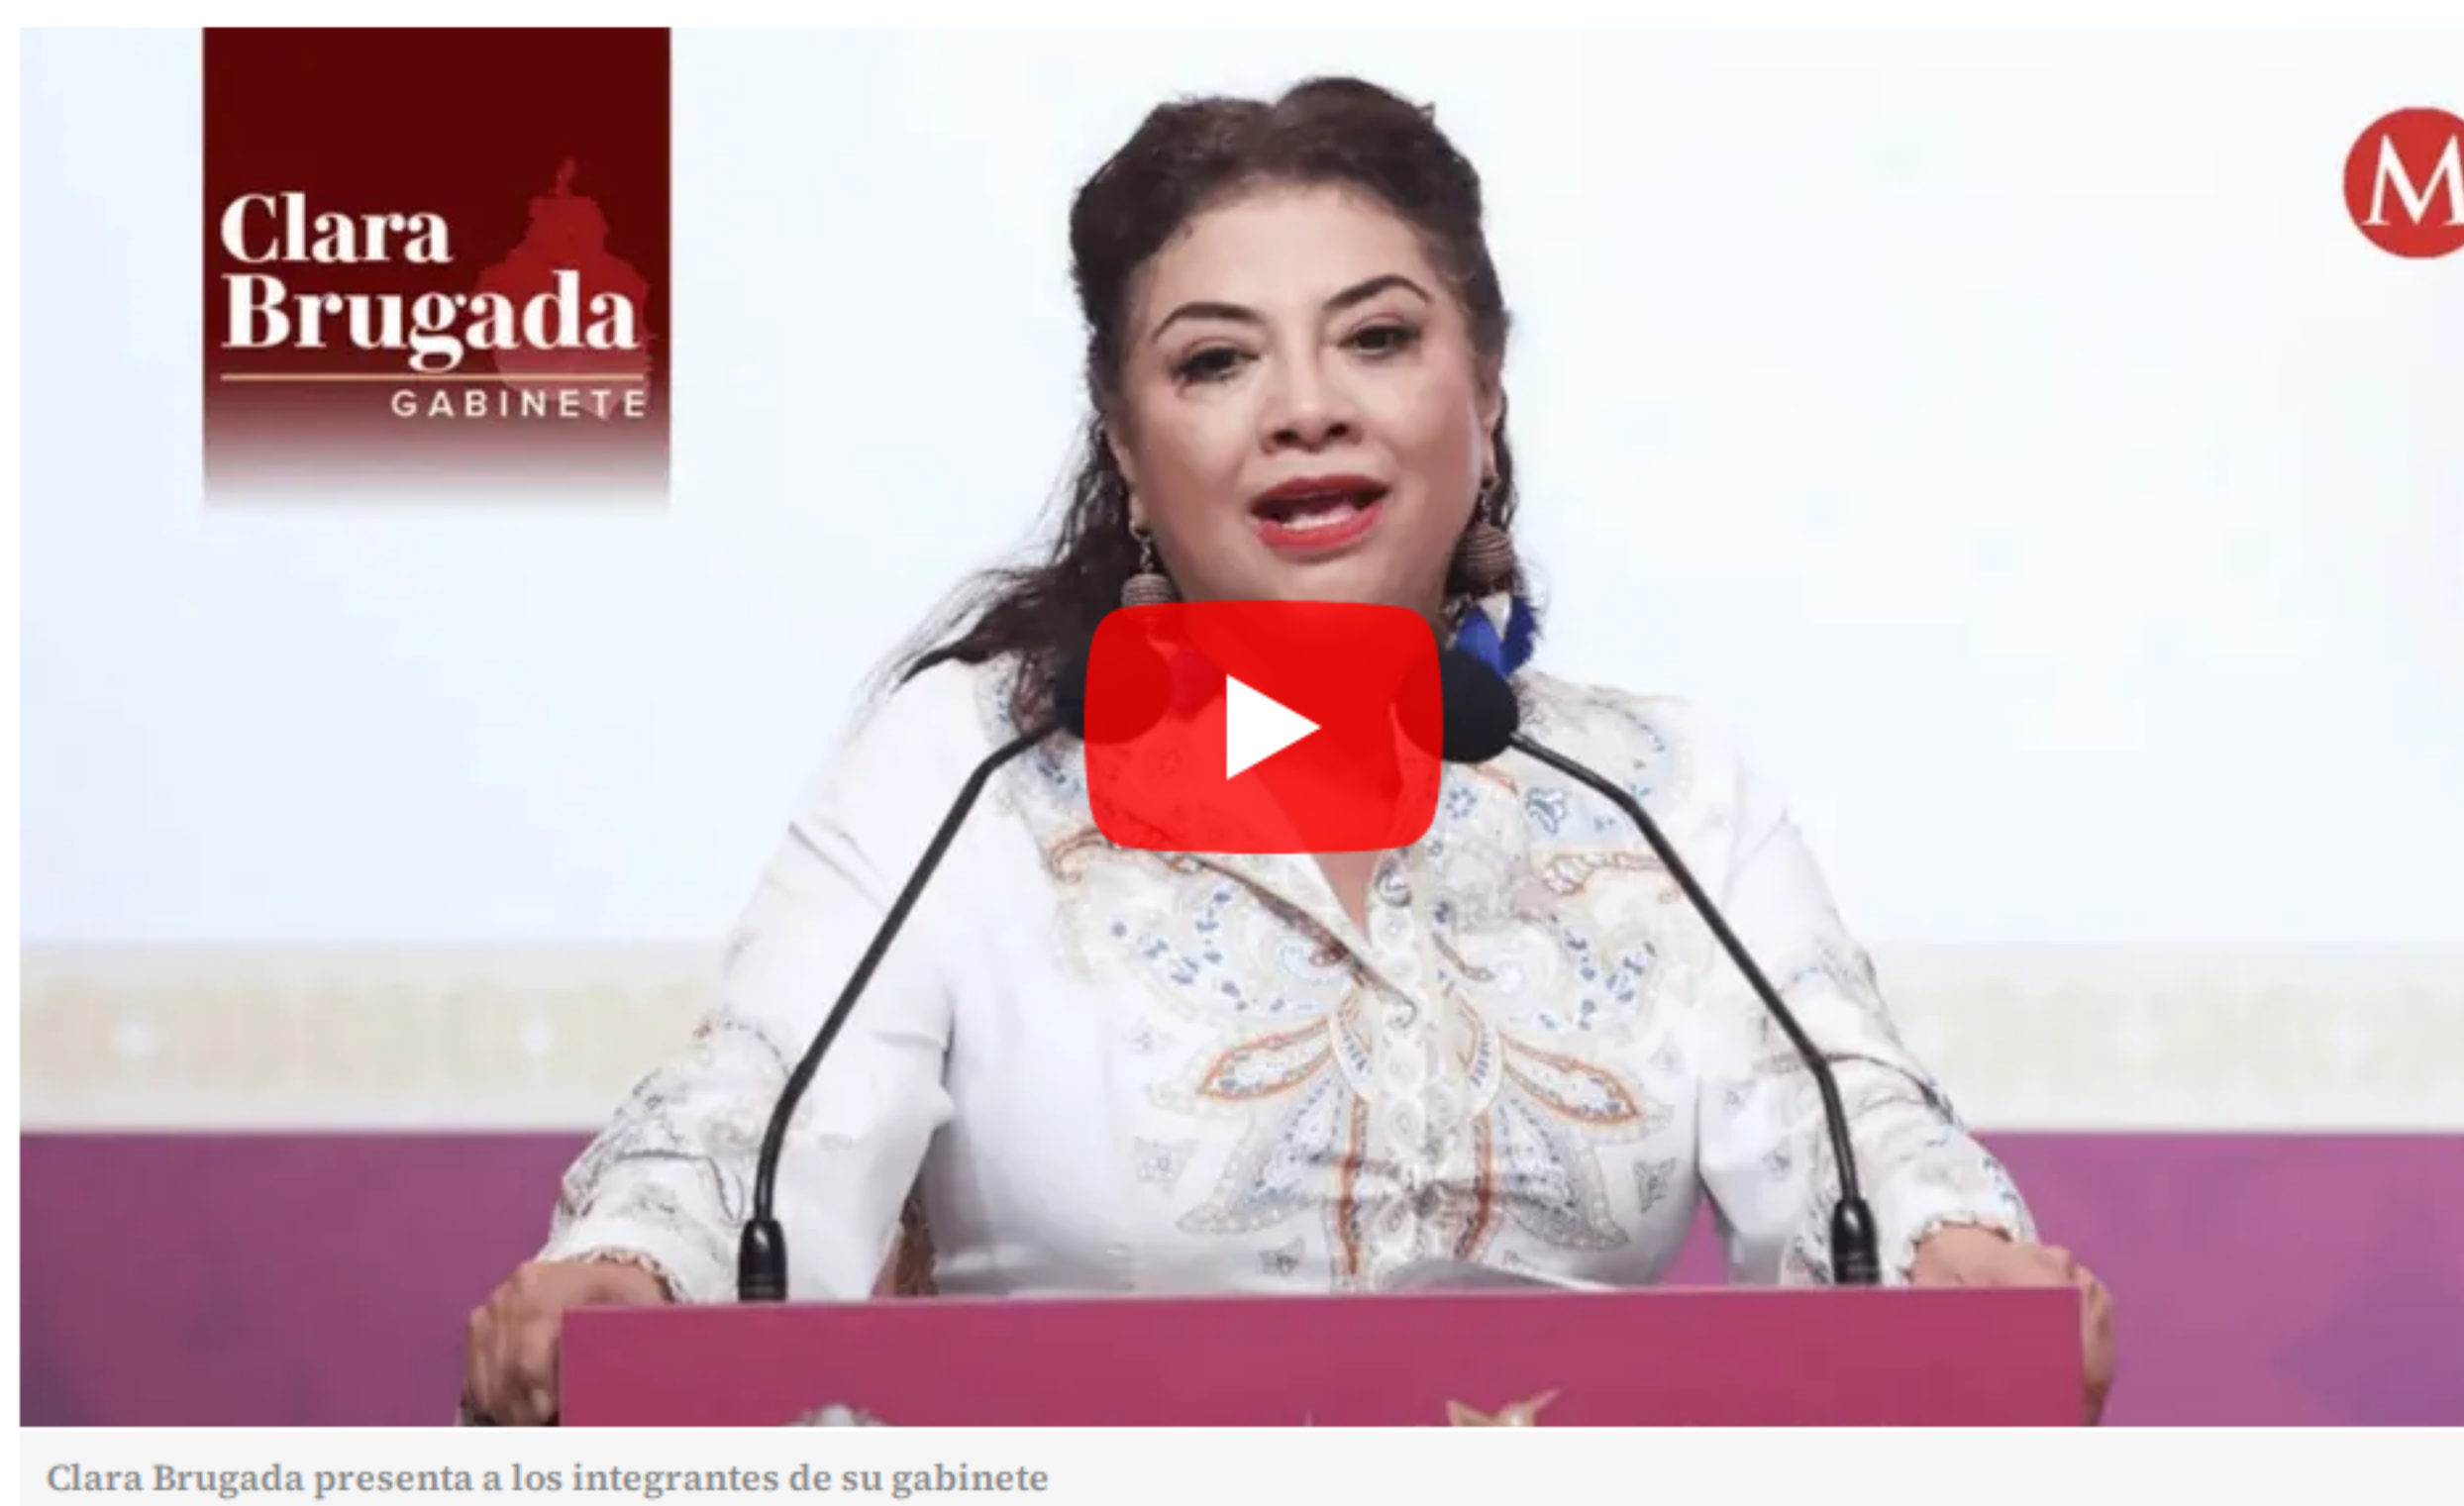 Clara
Brugada
GABINETE
M
Clara Brugada presenta a los integrantes de su gabinete